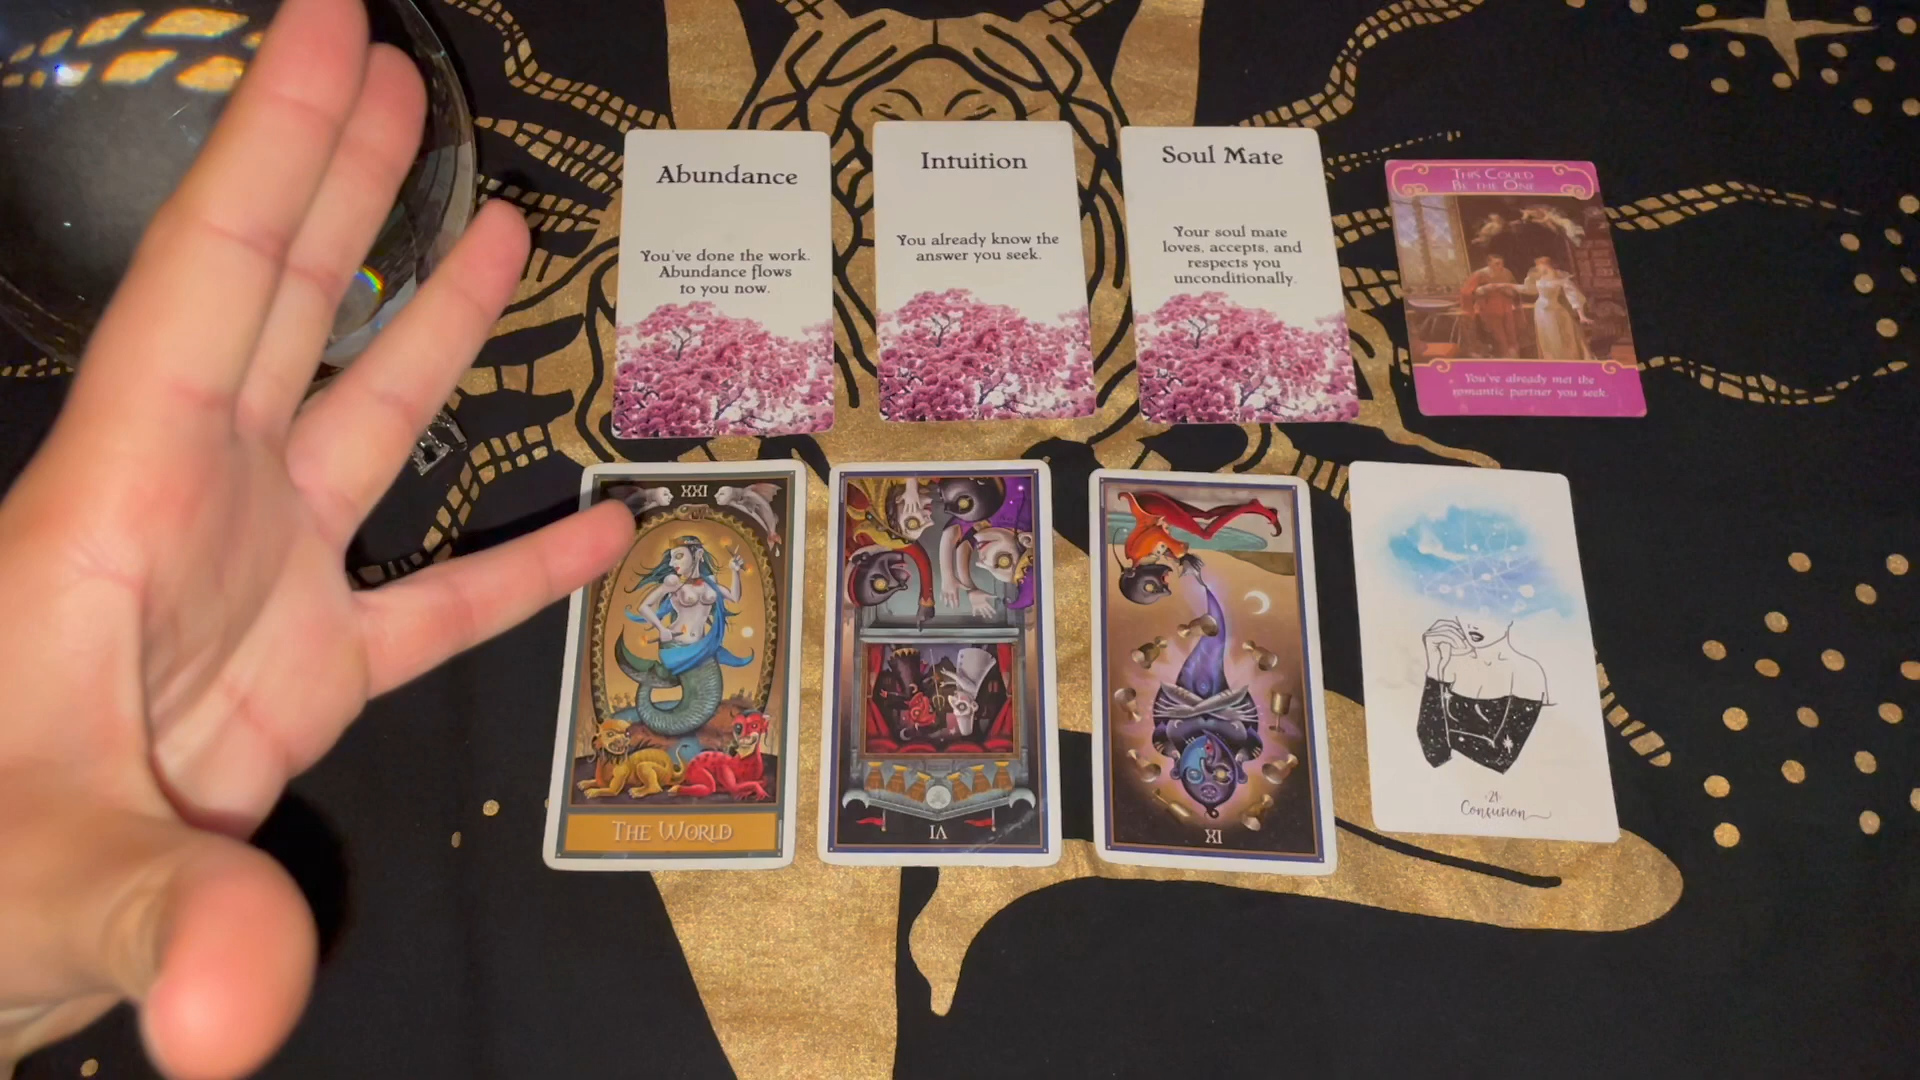 Abundance
You've done the work.
Abundance flows
to you now.
Intuition
You already know the
answer you seek.
Soul Mate
Your soul mate
loves, accepts, and
respects you
unconditionally.
THIS COULD
BE THE ONE
You've already met the
romantic partner you seek.
XXI
THE WORLD
VI
XI
·29·
Confusion